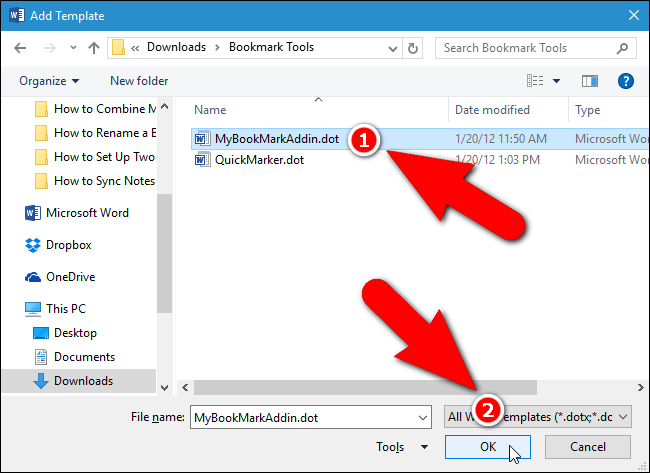 Add Template
« Downloads › Bookmark Tools
Search Bookmark Tools
Organize
New folder
Name
Date modified
Type
How to Combine M
How to Rename a E
How to Set Up Two
How to Sync Notes
Microsoft Word
Dropbox
OneDrive
This PC
Desktop
Documents
Downloads
MyBookMarkAddin.dot
1
1/20/12 11:50 AM
Microsoft Word
QuickMarker.dot
1/20/12 1:03 PM
Microsoft Word
2
File name:
MyBookMarkAddin.dot
All W Templates (*.dotx;*.dc
Tools
OK
Cancel